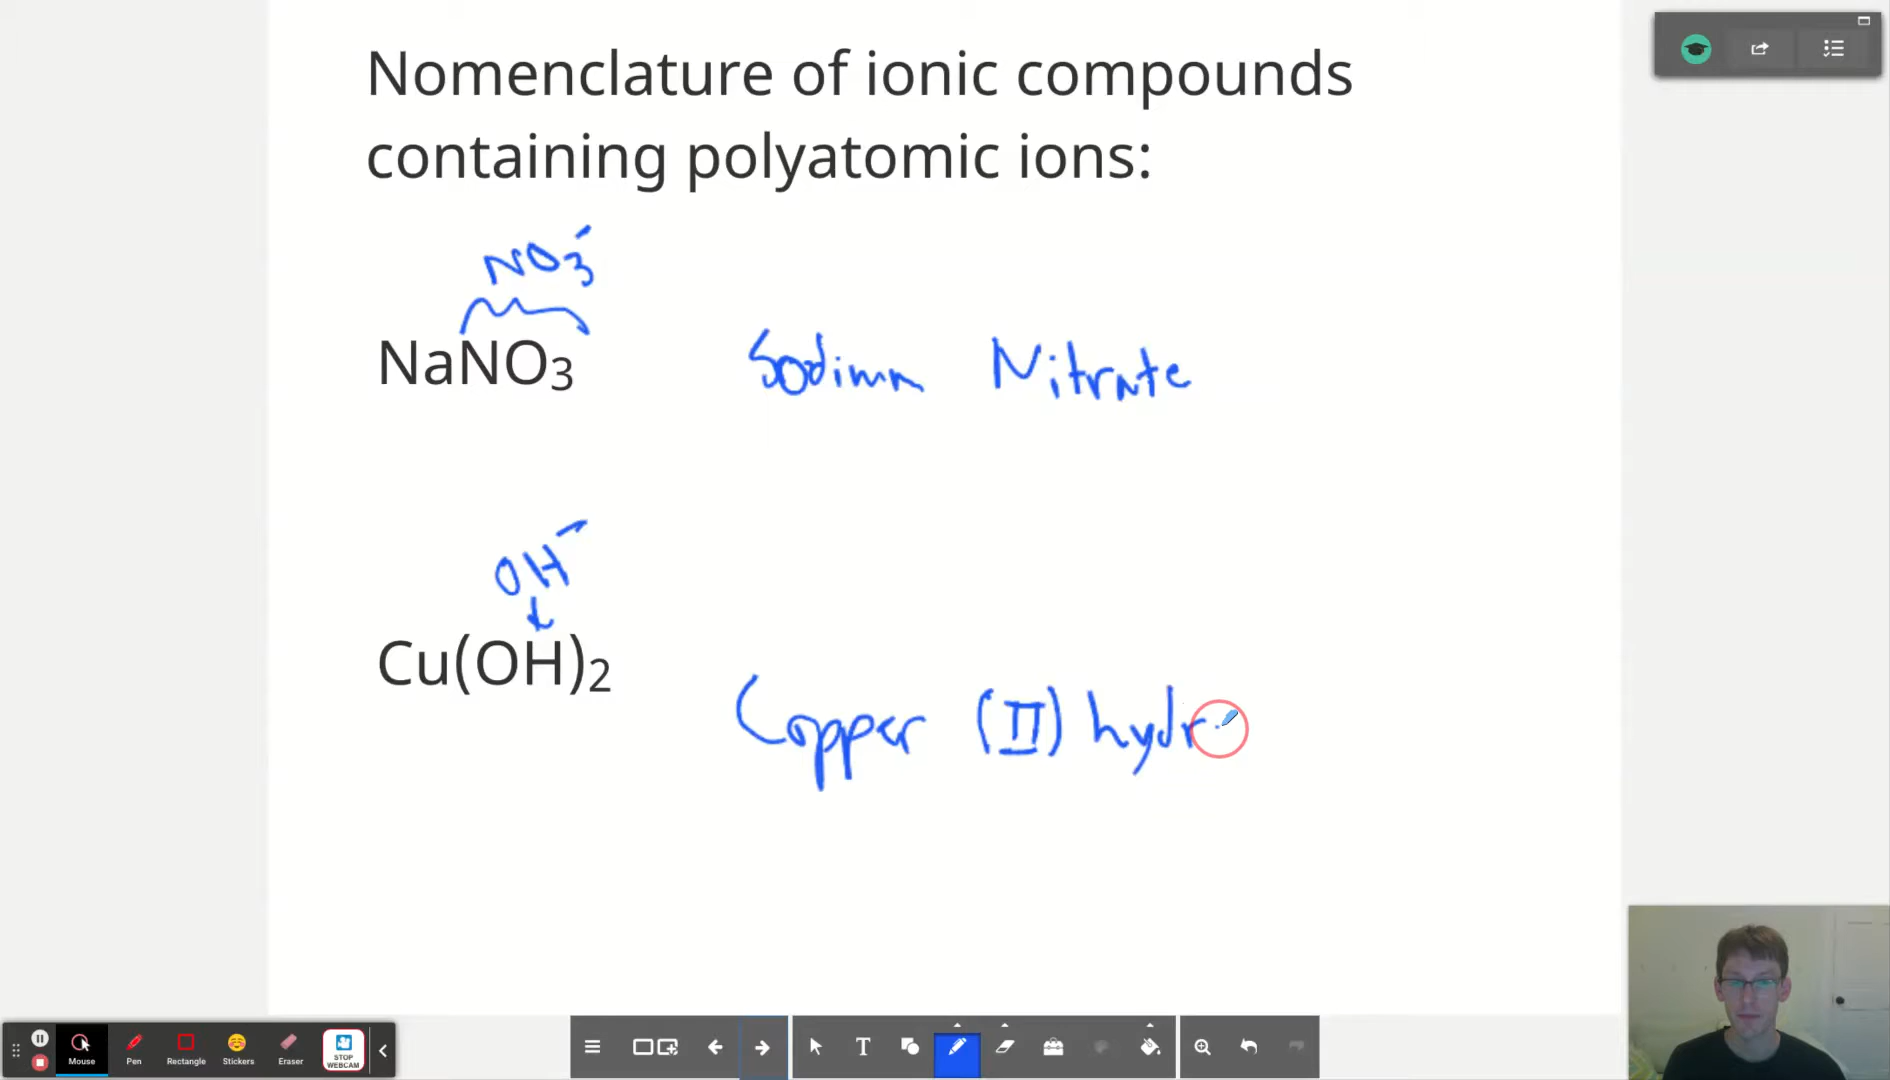 Nomenclature of ionic compounds
containing polyatomic ions:
NO₃⁻
NaNO₃ Sodium Nitrate
OH⁻
Cu(OH)₂
Copper (II) hydr
Mouse Pen Rectangle Stickers Eraser STOP WEBCAM
T